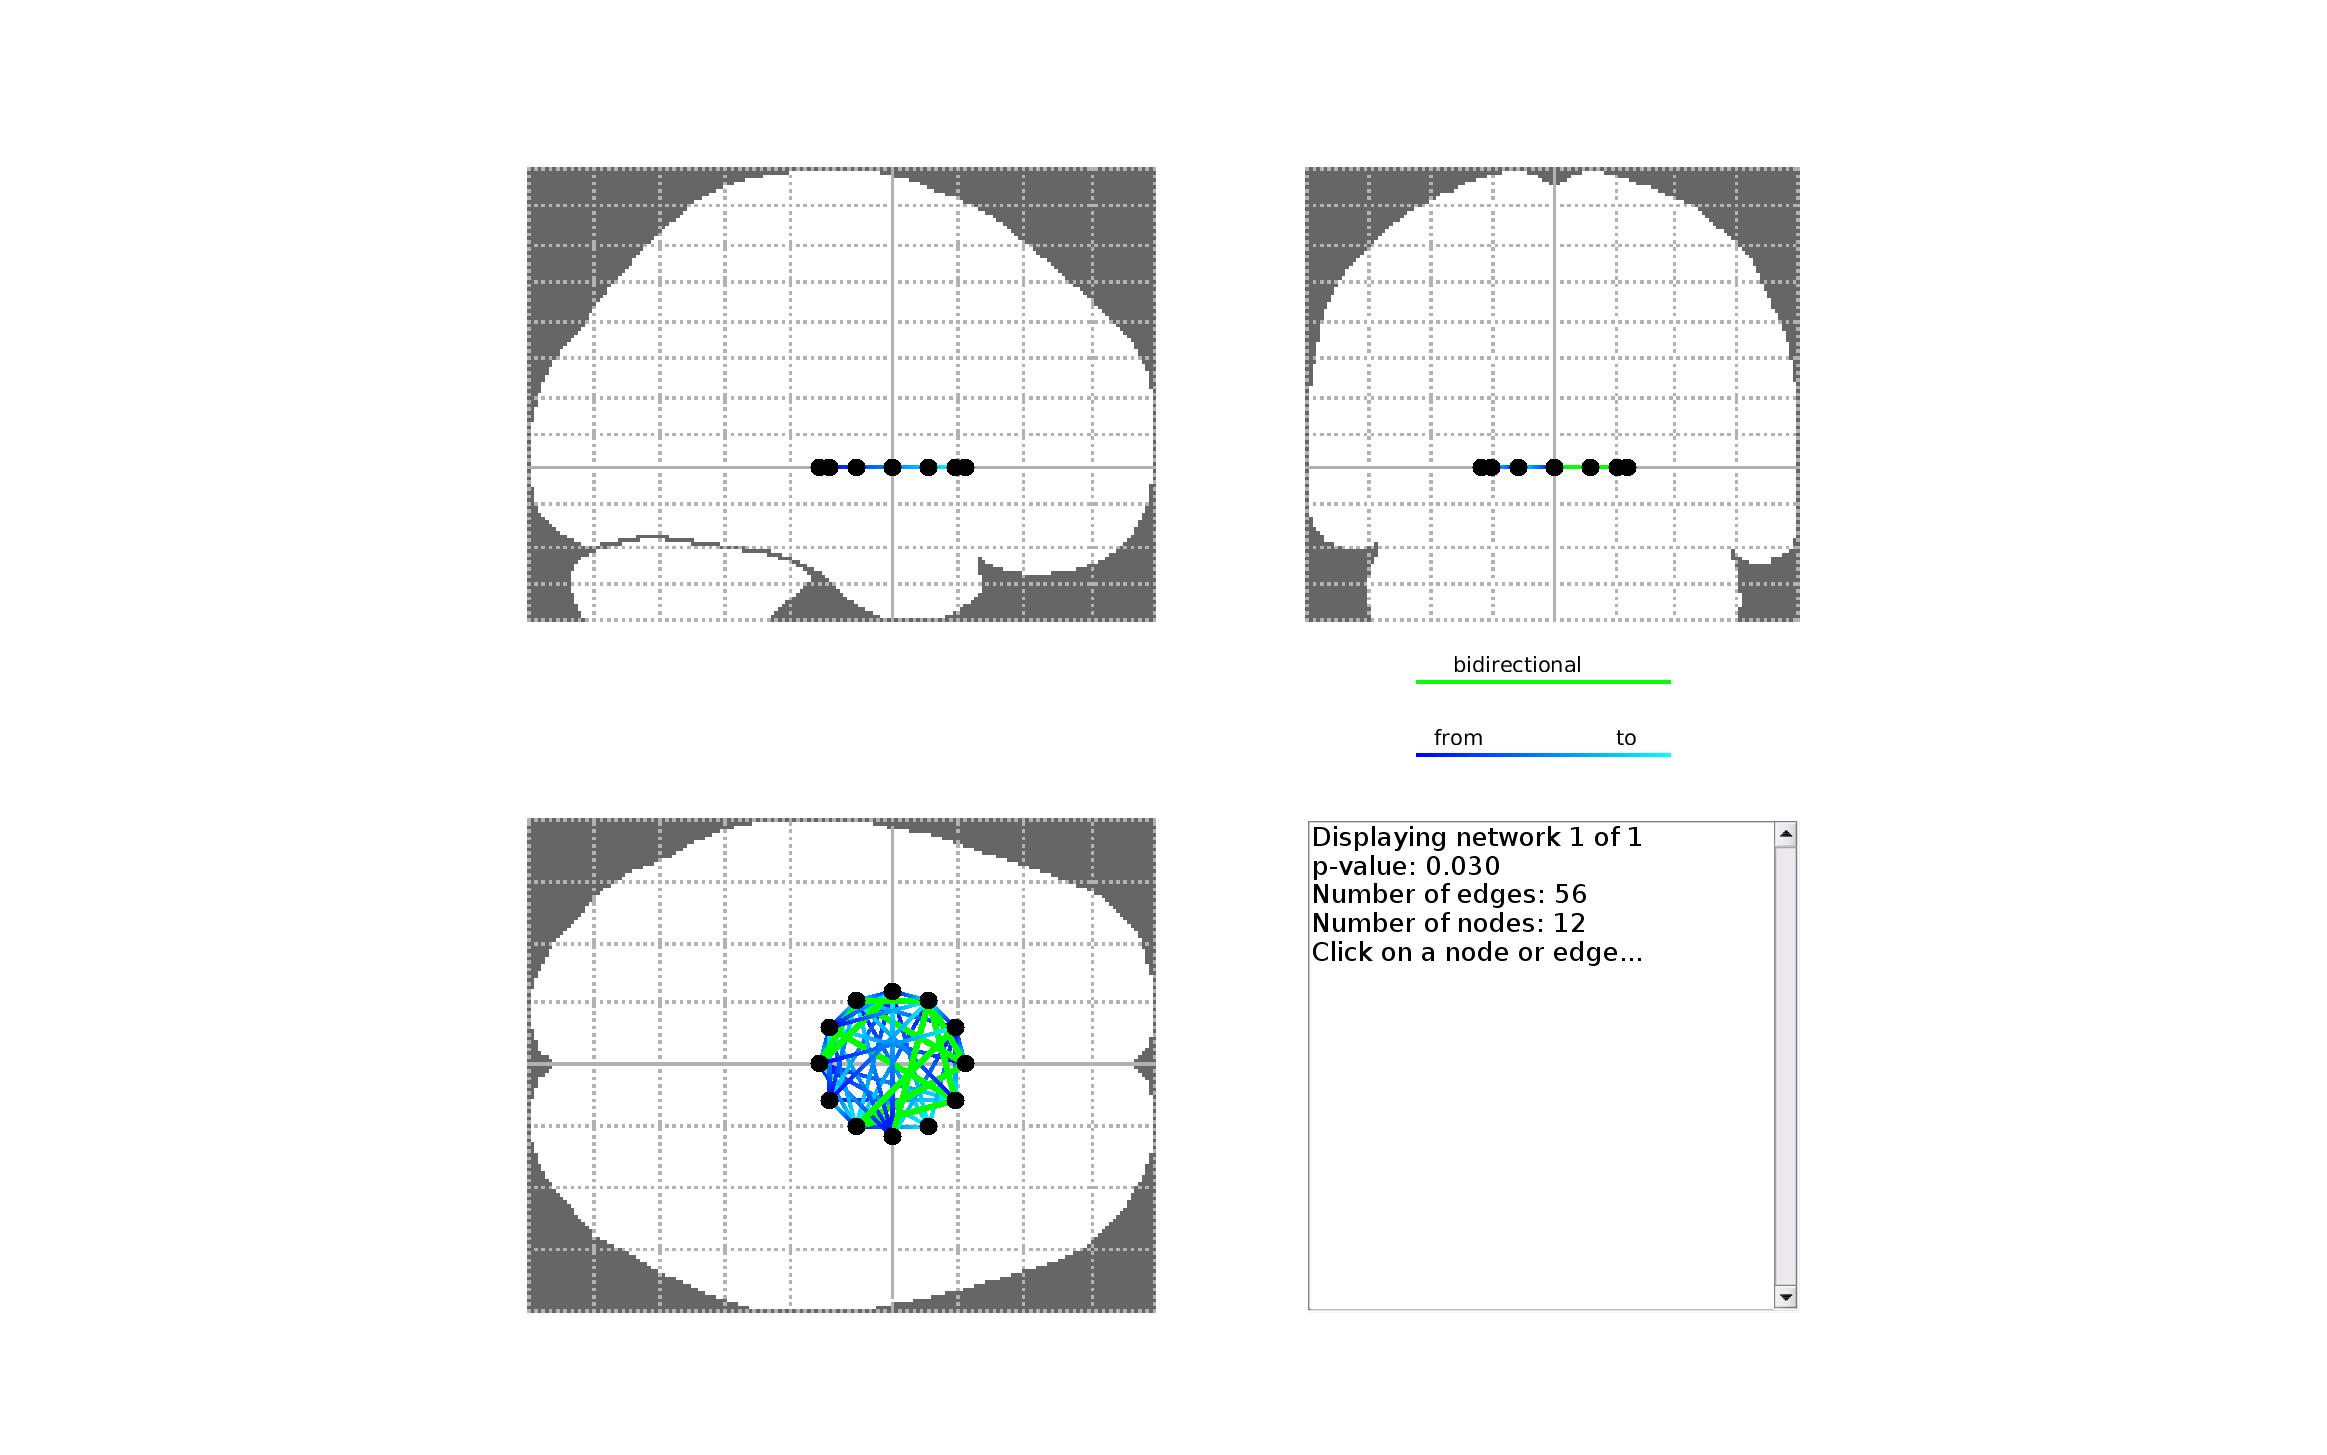 bidirectional
from to
Displaying network 1 of 1
p-value: 0.030
Number of edges: 56
Number of nodes: 12
Click on a node or edge...